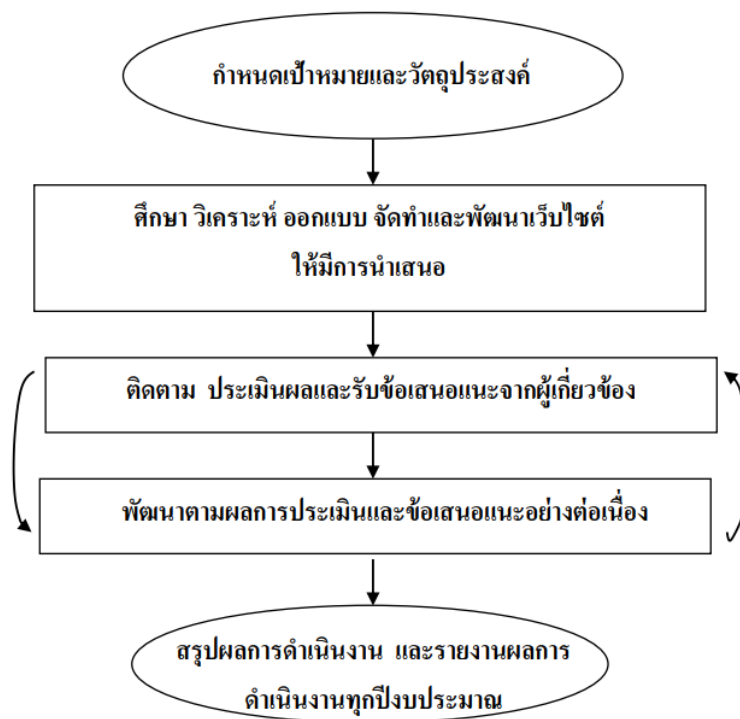 กำหนดเป้าหมายและวัตถุประสงค์
ศึกษา วิเคราะห์ ออกแบบ จัดทำและพัฒนาเว็บไซต์
ให้มีการนำเสนอ
ติดตาม ประเมินผลและรับข้อเสนอแนะจากผู้เกี่ยวข้อง
พัฒนาตามผลการประเมินและข้อเสนอแนะอย่างต่อเนื่อง
สรุปผลการดำเนินงาน และรายงานผลการ
ดำเนินงานทุกปีงบประมาณ